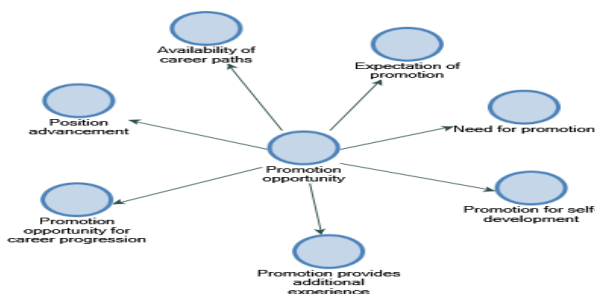 Availability of
career paths
Expectation of
promotion
Position
advancement
Need for promotion
Promotion
opportunity
Promotion
opportunity for
career progression
Promotion for self-
development
Promotion provides
additional
experience